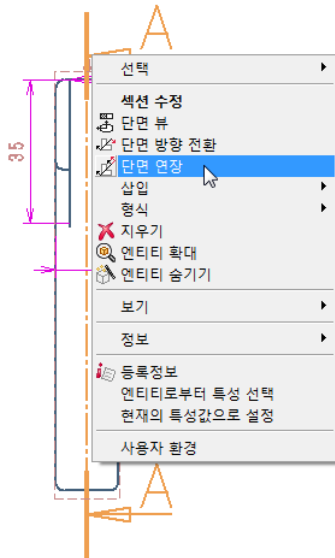 A
선택
섹션 수정
단면 뷰
단면 방향 전환
단면 연장
삽입
형식
지우기
엔티티 확대
엔티티 숨기기
보기
정보
등록정보
엔티티로부터 특성 선택
현재의 특성값으로 설정
사용자 환경
35
A